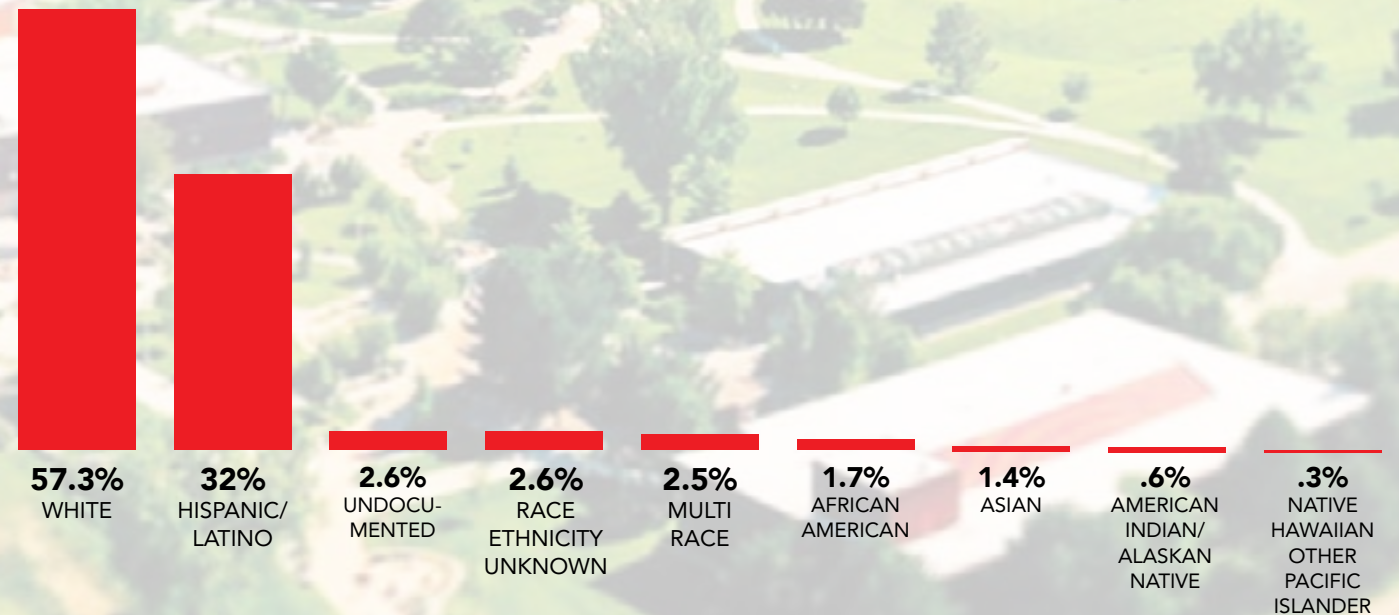 57.3%
WHITE
32%
HISPANIC/
LATINO
2.6%
UNDOCU-
MENTED
2.6%
RACE
ETHNICITY
UNKNOWN
2.5%
MULTI
RACE
1.7%
AFRICAN
AMERICAN
1.4%
ASIAN
.6%
AMERICAN
INDIAN/
ALASKAN
NATIVE
.3%
NATIVE
HAWAIIAN
OTHER
PACIFIC
ISLANDER